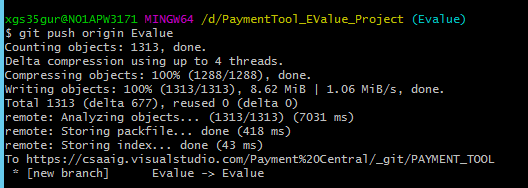 xgs35gur@N01APW3171 MINGW64 /d/PaymentTool_EValue_Project (Evalue)
$ git push origin Evalue
Counting objects: 1313, done.
Delta compression using up to 4 threads.
Compressing objects: 100% (1288/1288), done.
Writing objects: 100% (1313/1313), 8.62 MiB | 1.06 MiB/s, done.
Total 1313 (delta 677), reused 0 (delta 0)
remote: Analyzing objects... (1313/1313) (7031 ms)
remote: Storing packfile... done (418 ms)
remote: Storing index... done (43 ms)
To https://csaaig.visualstudio.com/Payment%20Central/_git/PAYMENT_TOOL
 * [new branch]      Evalue -> Evalue